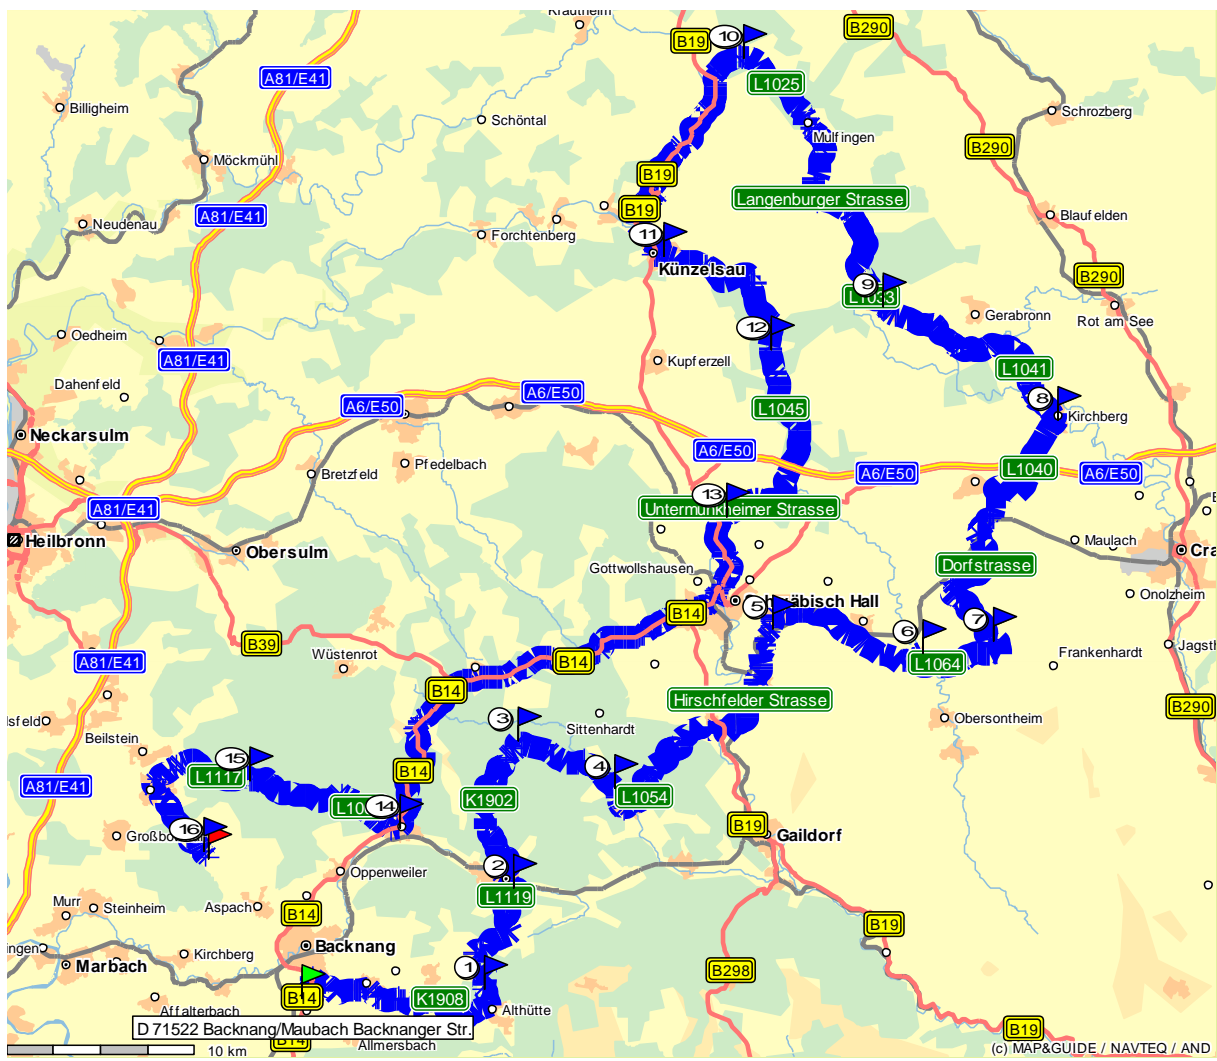 Krautheim
B19
10
B290
A81/E41
L1025
Billigheim
Schrozberg
Schöntal
Mulfingen
B290
Möckmühl
B19
Langenburger Strasse
A81/E41
B19
Blaufelden
Neudenau
Forchtenberg
11
Künzelsau
B290
9
L1033
Gerabronn
Rot am See
Oedheim
12
A81/E41
Kupferzell
L1041
Dahenfeld
A6/E50
A6/E50
8
L1045
Kirchberg
Neckarsulm
A6/E50
Pfedelbach
Bretzfeld
L1040
A6/E50
A6/E50
13
A81/E41
Untermünkheimer Strasse
Heilbronn
Obersulm
Maulach
Dorfstrasse
Gottwollshausen
Onolzheim
5
B14
6
7
B39
A81/E41
B14
Wüstenrot
L1064
Frankenhardt
B14
Hirschfelder Strasse
B290
3
Sittenhardt
Obersontheim
Beilstein
15
L1117
4
B14
A81/E41
K1902
L1054
14
16
B19
Gaildorf
2
Oppenweiler
L1119
Murr
Steinheim
Aspach
B14
B19
Backnang
Kirchberg
Marbach
1
B298
B14
K1908
Affalterbach
Althütte
D 71522 Backnang/Maubach Backnanger Str.
B19
B14
Allmersbach
10 km
(c) MAP&GUIDE / NAVTEQ / AND